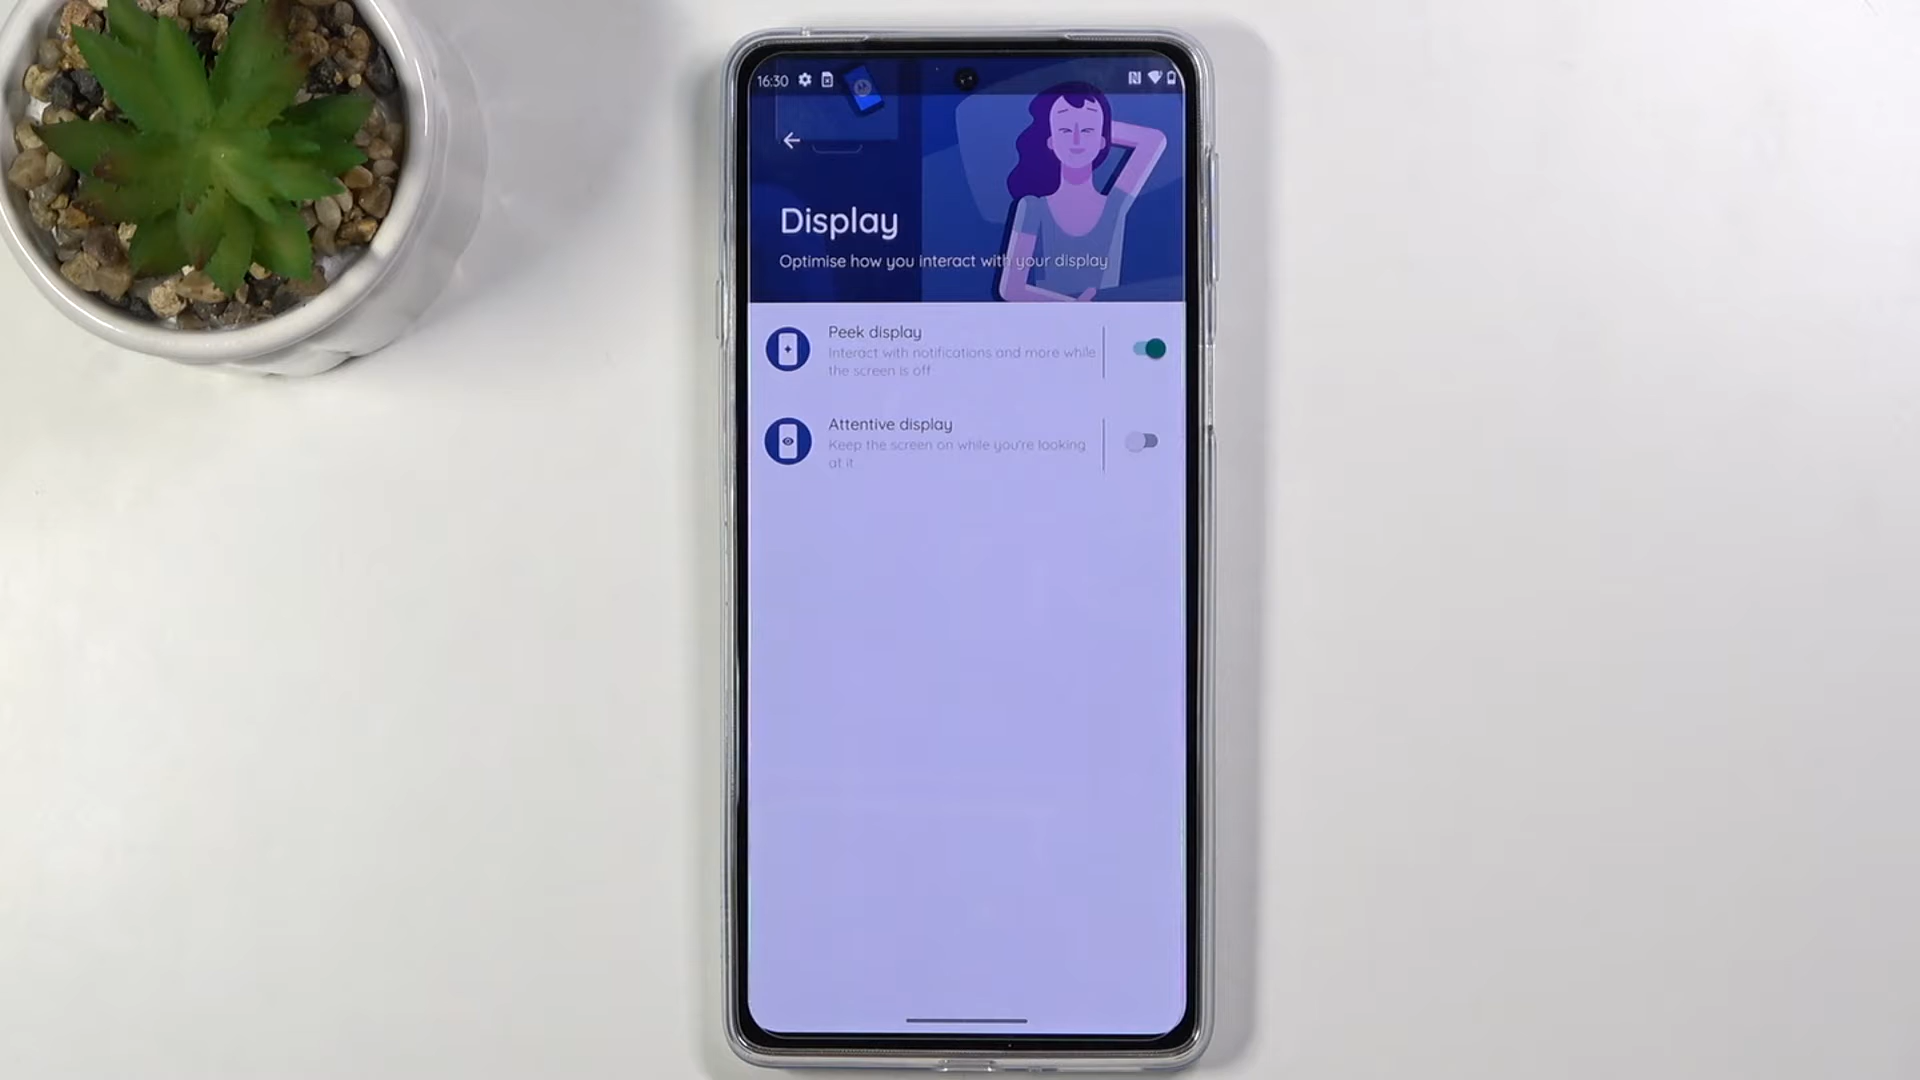 16:30
Display
Optimise how you interact with your display
Peek display
Interact with notifications and more while
the screen is off
Attentive display
Keep the screen on while you're looking
at it